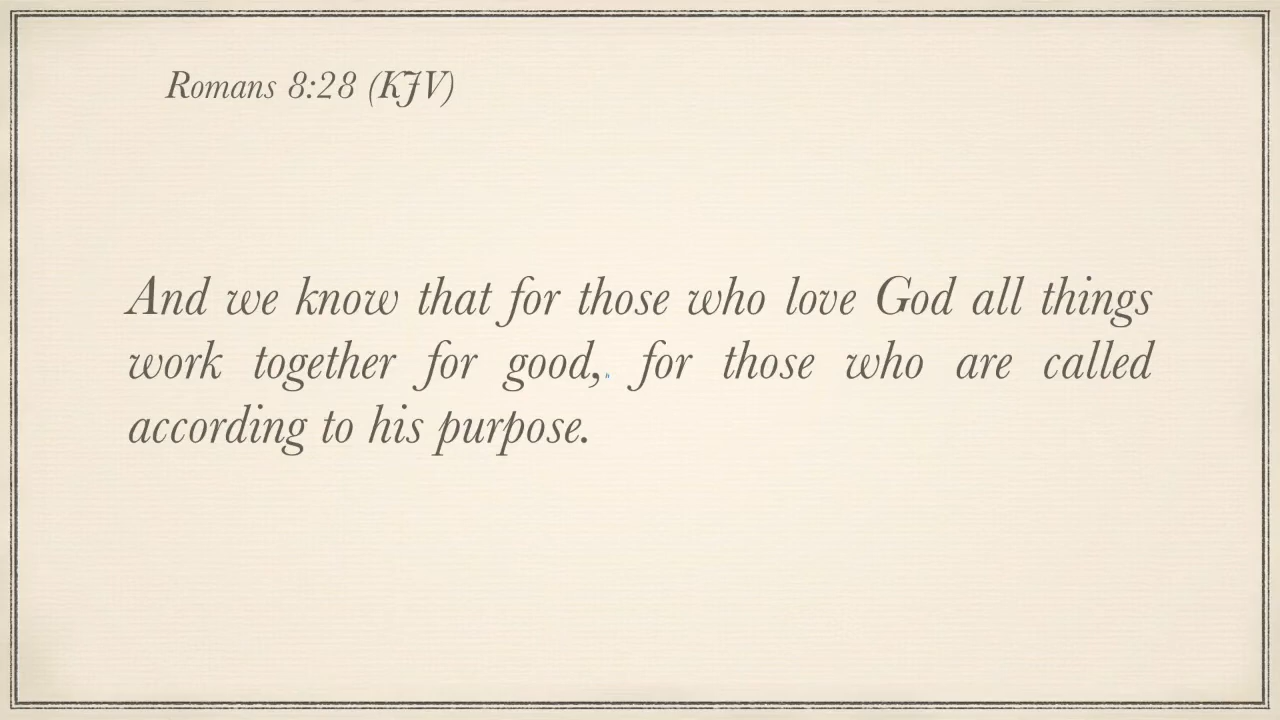 Romans 8:28 (KJV)
And we know that for those who love God all things
work together for good, h for those who are called
according to his purpose.